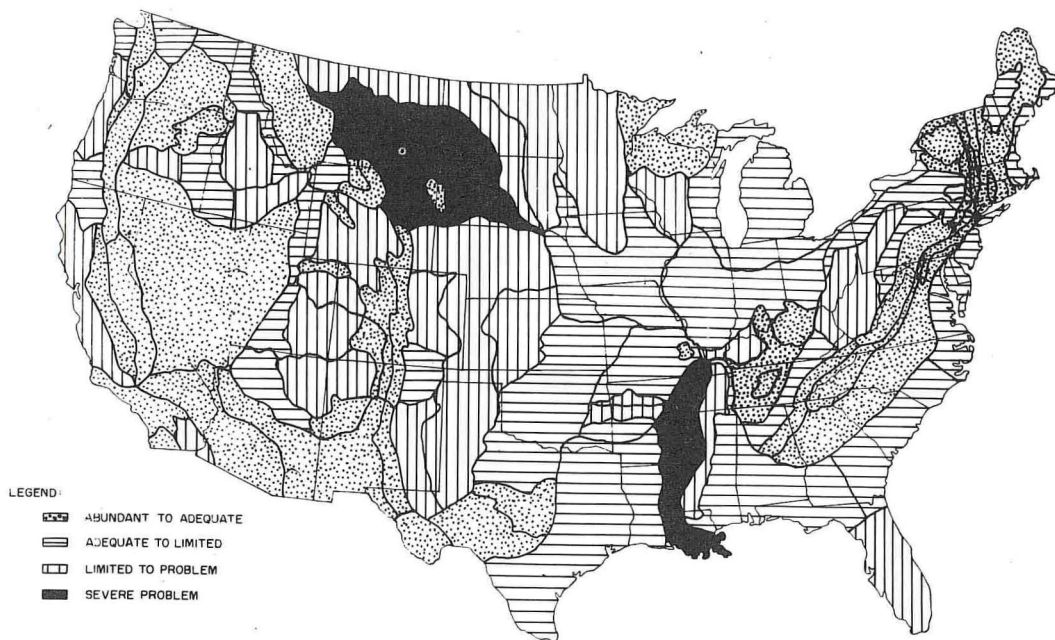 LEGEND:
ABUNDANT TO ADEQUATE
ADEQUATE TO LIMITED
LIMITED TO PROBLEM
SEVERE PROBLEM